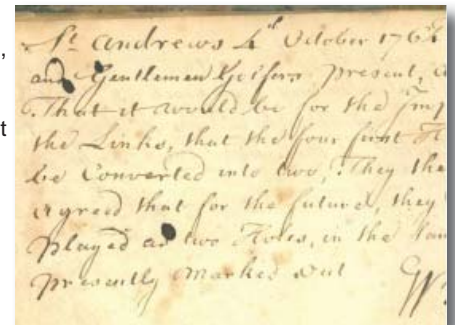 St Andrews 4th October 1764
and Gentlemen Golfers present,
That it would be for the Imp
the Links, that the four first H
be Converted into two, They the
agreed that for the future, they
played as two Holes, in the Sam
presently marked out
Wm
,
t